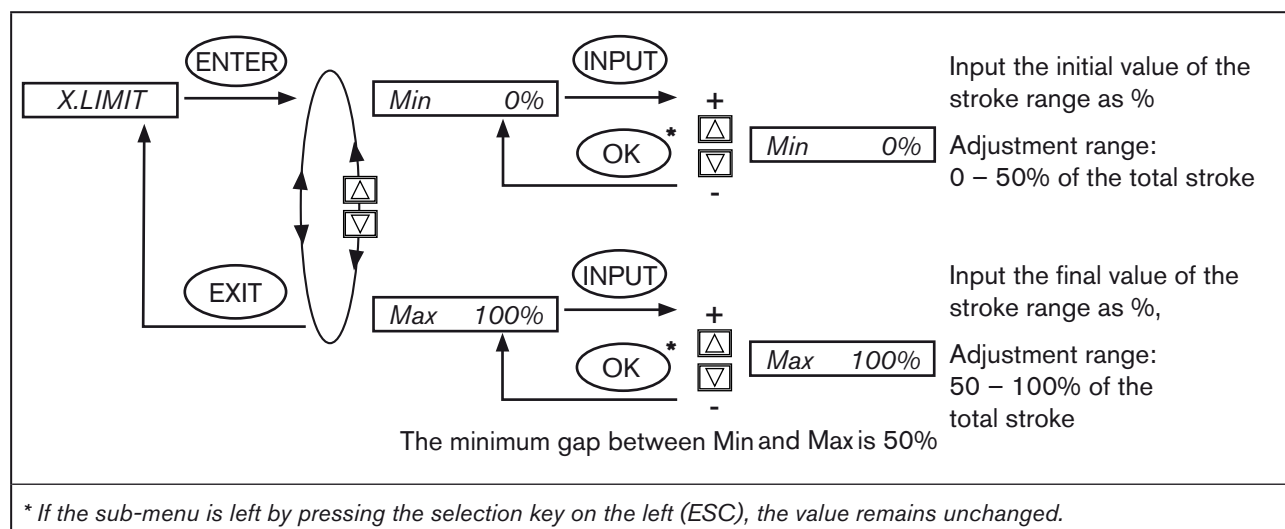 ENTER
X.LIMIT
EXIT
Min 0%
INPUT
OK *
+
-
Min 0%
Input the initial value of the
stroke range as %
Adjustment range:
0 – 50% of the total stroke
Max 100%
INPUT
OK *
+
-
Max 100%
Input the final value of the
stroke range as %,
Adjustment range:
50 – 100% of the
total stroke
The minimum gap between Min and Max is 50%
* If the sub-menu is left by pressing the selection key on the left (ESC), the value remains unchanged.